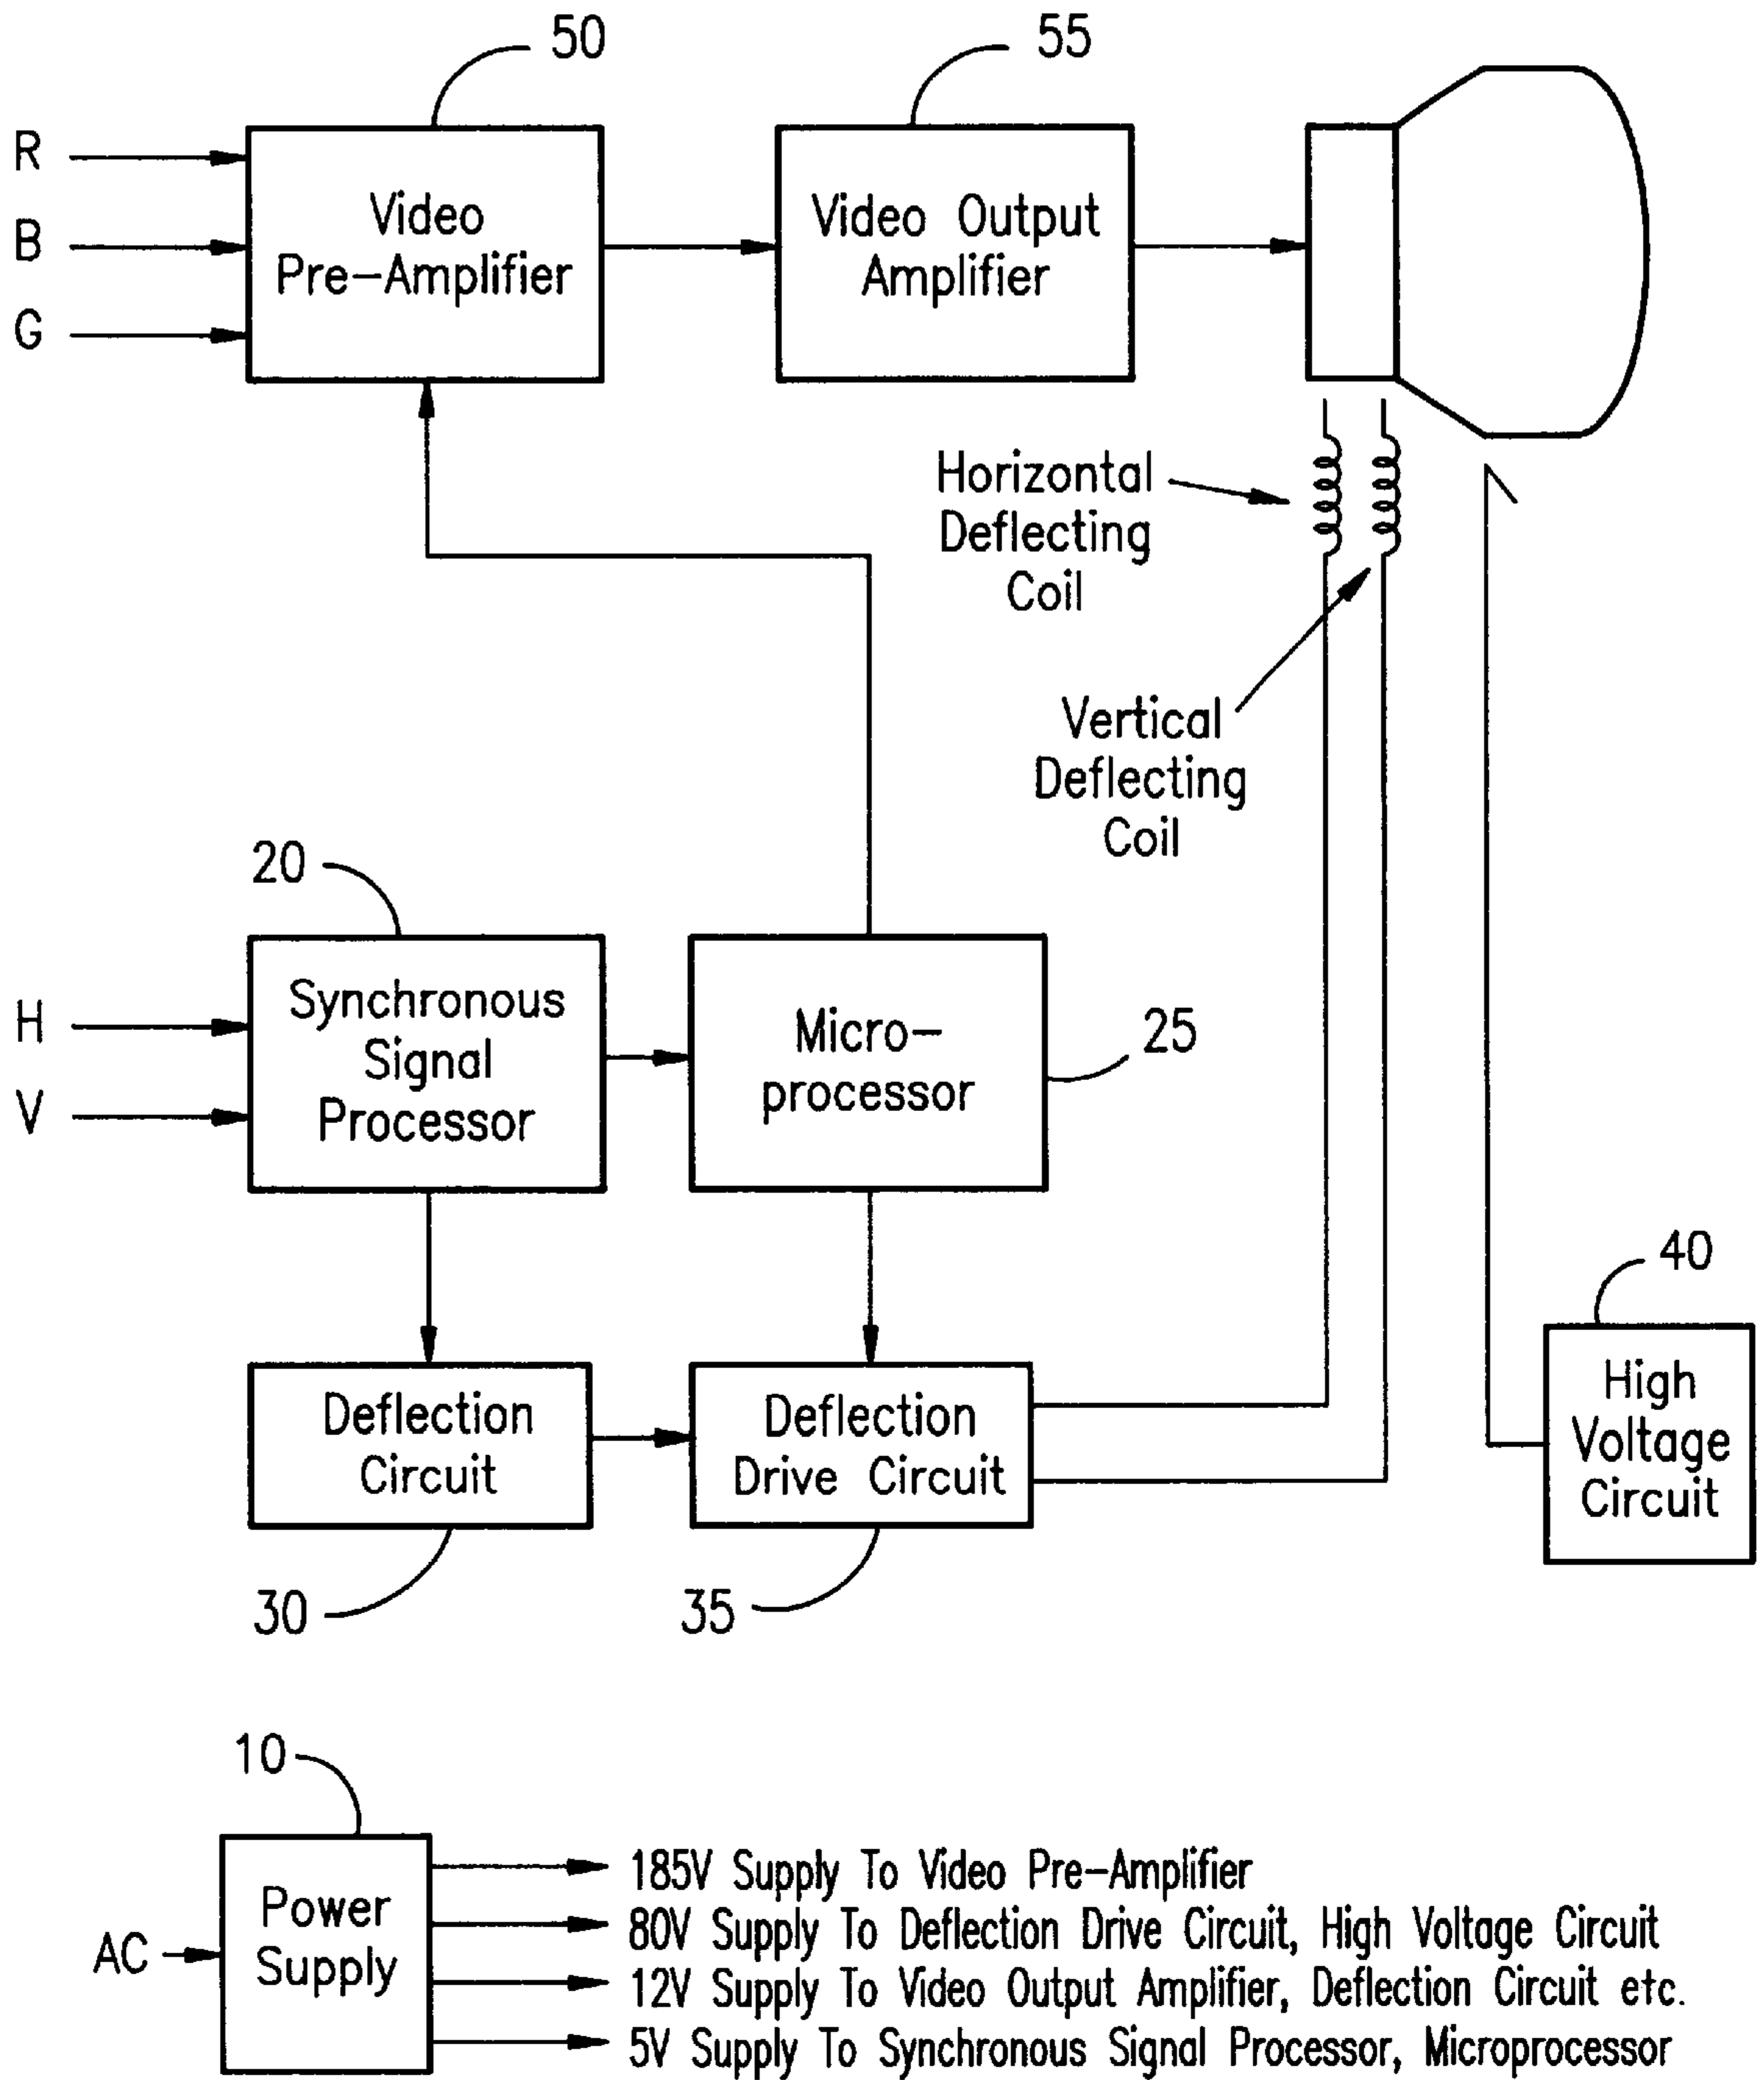 50
55
R
B
G
Video
Pre-Amplifier
Video Output
Amplifier
Horizontal
Deflecting
Coil
Vertical
Deflecting
Coil
20
H
V
Synchronous
Signal
Processor
Micro-
processor
25
40
High
Voltage
Circuit
Deflection
Circuit
Deflection
Drive Circuit
30
35
10
AC
Power
Supply
185V Supply To Video Pre-Amplifier
80V Supply To Deflection Drive Circuit, High Voltage Circuit
12V Supply To Video Output Amplifier, Deflection Circuit etc.
5V Supply To Synchronous Signal Processor, Microprocessor